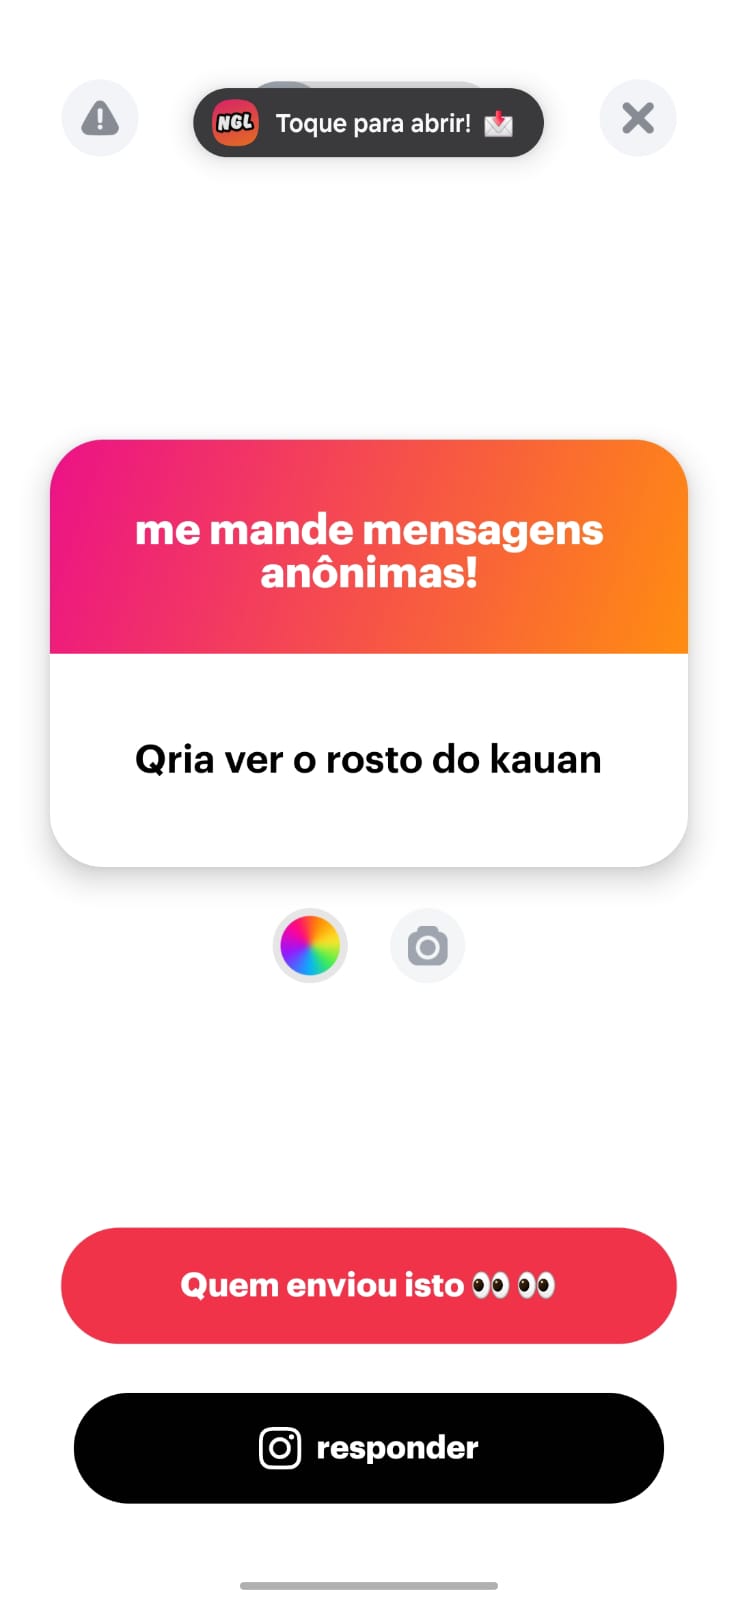 NGL Toque para abrir! 📩
me mande mensagens
anônimas!
Qria ver o rosto do kauan
Quem enviou isto 👀 👀
responder